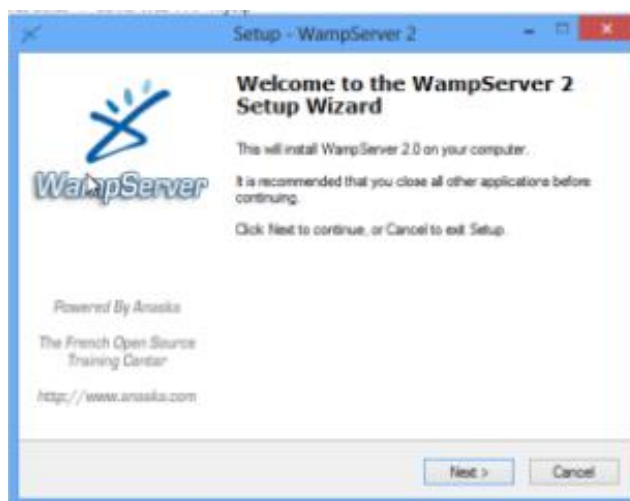 Setup - WampServer 2
Welcome to the WampServer 2
Setup Wizard
This will install WampServer 2.0 on your computer.
It is recommended that you close all other applications before
continuing.
Click Next to continue, or Cancel to exit Setup.
WampServer
Powered By Anaska
The French Open Source
Training Center
http://www.anaska.com
Next >
Cancel